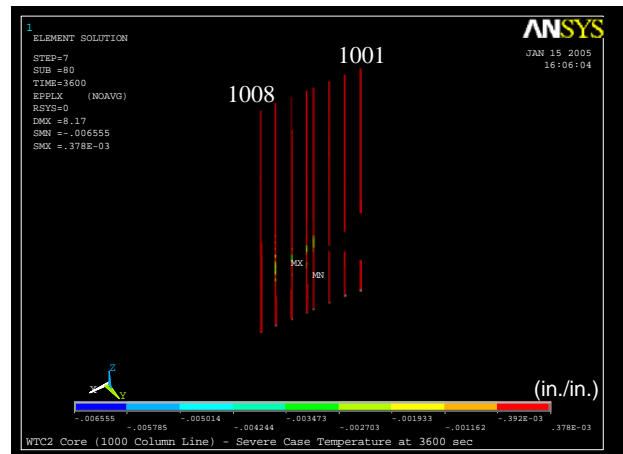 1
ELEMENT SOLUTION
ANSYS
JAN 15 2005
16:06:04
STEP=7
SUB =80
TIME=3600
EPPLX (NOAVG)
RSYS=0
DMX =8.17
SMN =-.006555
SMX =.378E-03
1008
1001
MX
MN
Z
X
Y
(in./in.)
-.006555 -.005014 -.003473 -.001933 -.392E-03
-.005785 -.004244 -.002703 -.001162 .378E-03
WTC2 Core (1000 Column Line) - Severe Case Temperature at 3600 sec